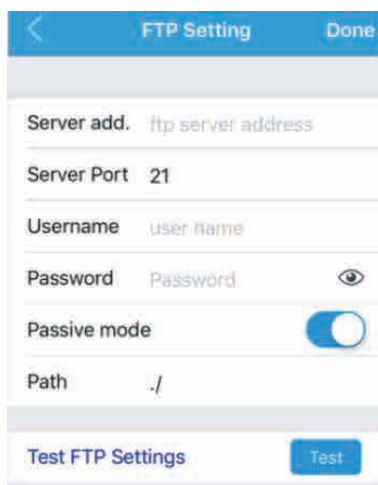 FTP Setting Done
Server add. ftp server address
Server Port 21
Username user name
Password Password
Passive mode
Path ./
Test FTP Settings Test